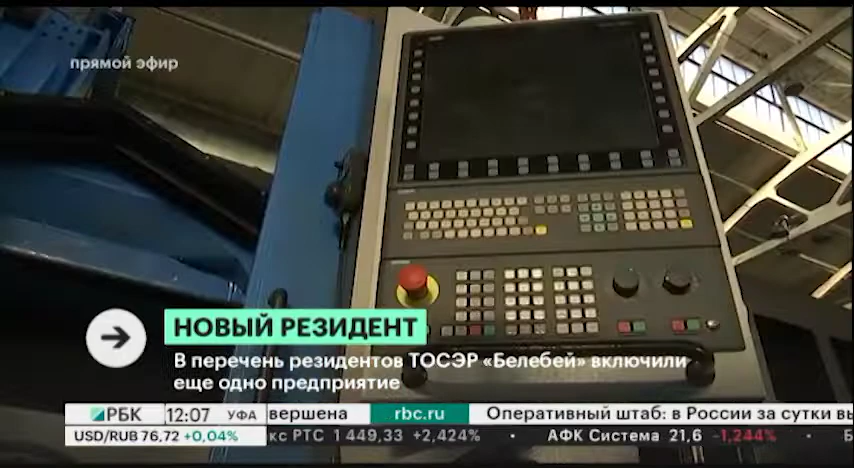 прямой эфир
НОВЫЙ РЕЗИДЕНТ
В перечень резидентов ТОСЭР «Белебей» включили
еще одно предприятие
РБК 12:07 УФА вершена rbc.ru Оперативный штаб: в России за сутки вы
USD/RUB 76,72 +0,04% кс РТС 1 449,33 +2,424% • АФК Система 21,6 -1,244% • Б